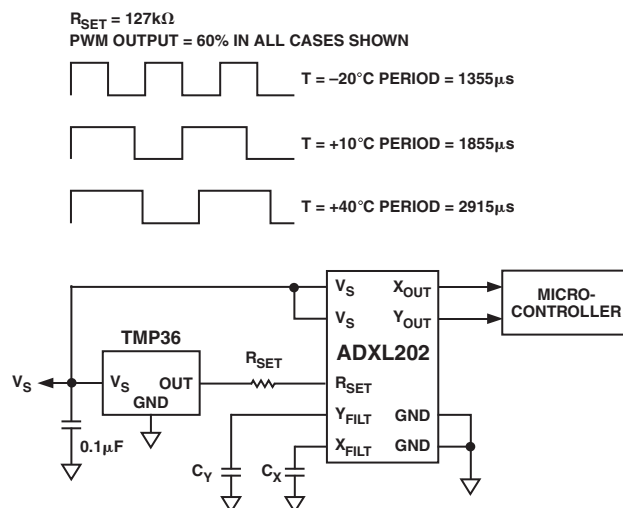 R_SET = 127kΩ
PWM OUTPUT = 60% IN ALL CASES SHOWN
T = –20°C PERIOD = 1355μs
T = +10°C PERIOD = 1855μs
T = +40°C PERIOD = 2915μs
V_S X_OUT
V_S Y_OUT
ADXL202
R_SET
Y_FILT GND
X_FILT GND
MICRO-
CONTROLLER
TMP36
V_S OUT
GND
R_SET
V_S
0.1μF
C_Y
C_X